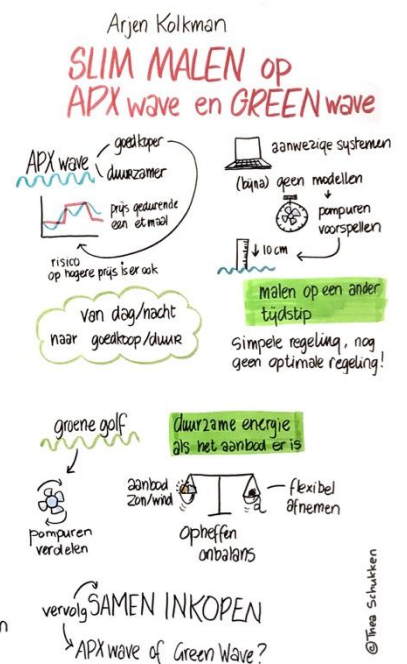 Arjen Kolkman
SLIM MALEN op
APX wave en GREEN wave
APX wave
goedkoper
duurzamer
prijs gedurende
een etmaal
risico
op hogere prijs is er ook
van dag/nacht
naar goedkoop/duur
aanwezige systemen
(bijna) geen modellen
pompuren
voorspellen
10 cm
malen op een ander
tijdstip
Simpele regeling, nog
geen optimale regeling!
groene golf
pompuren
verdelen
duurzame energie
als het aanbod er is
aanbod
zon/wind
flexibel
afnemen
Opheffen
onbalans
vervolg SAMEN INKOPEN
APX wave of Green Wave?
n
©Thea Schukken